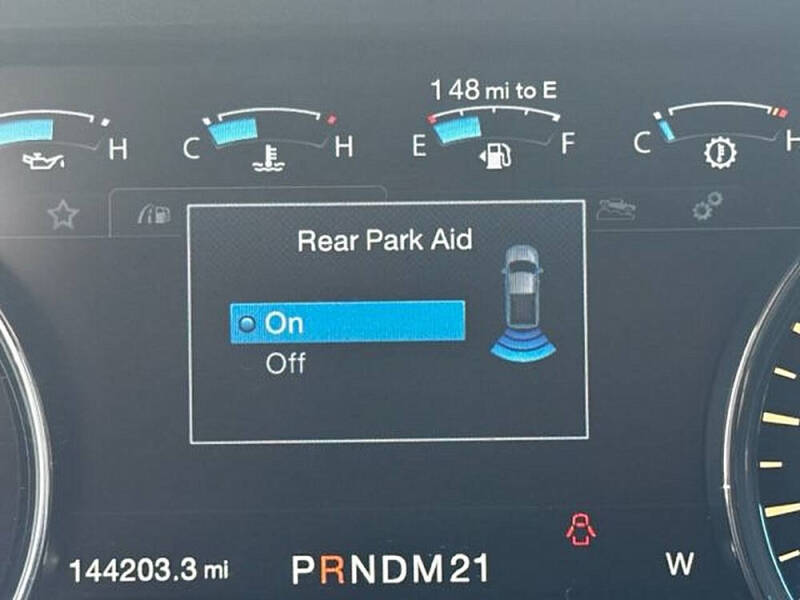 148 mi to E
H
C
H
E
F
C
H
Rear Park Aid
On
Off
144203.3 mi
PRNDM21
W